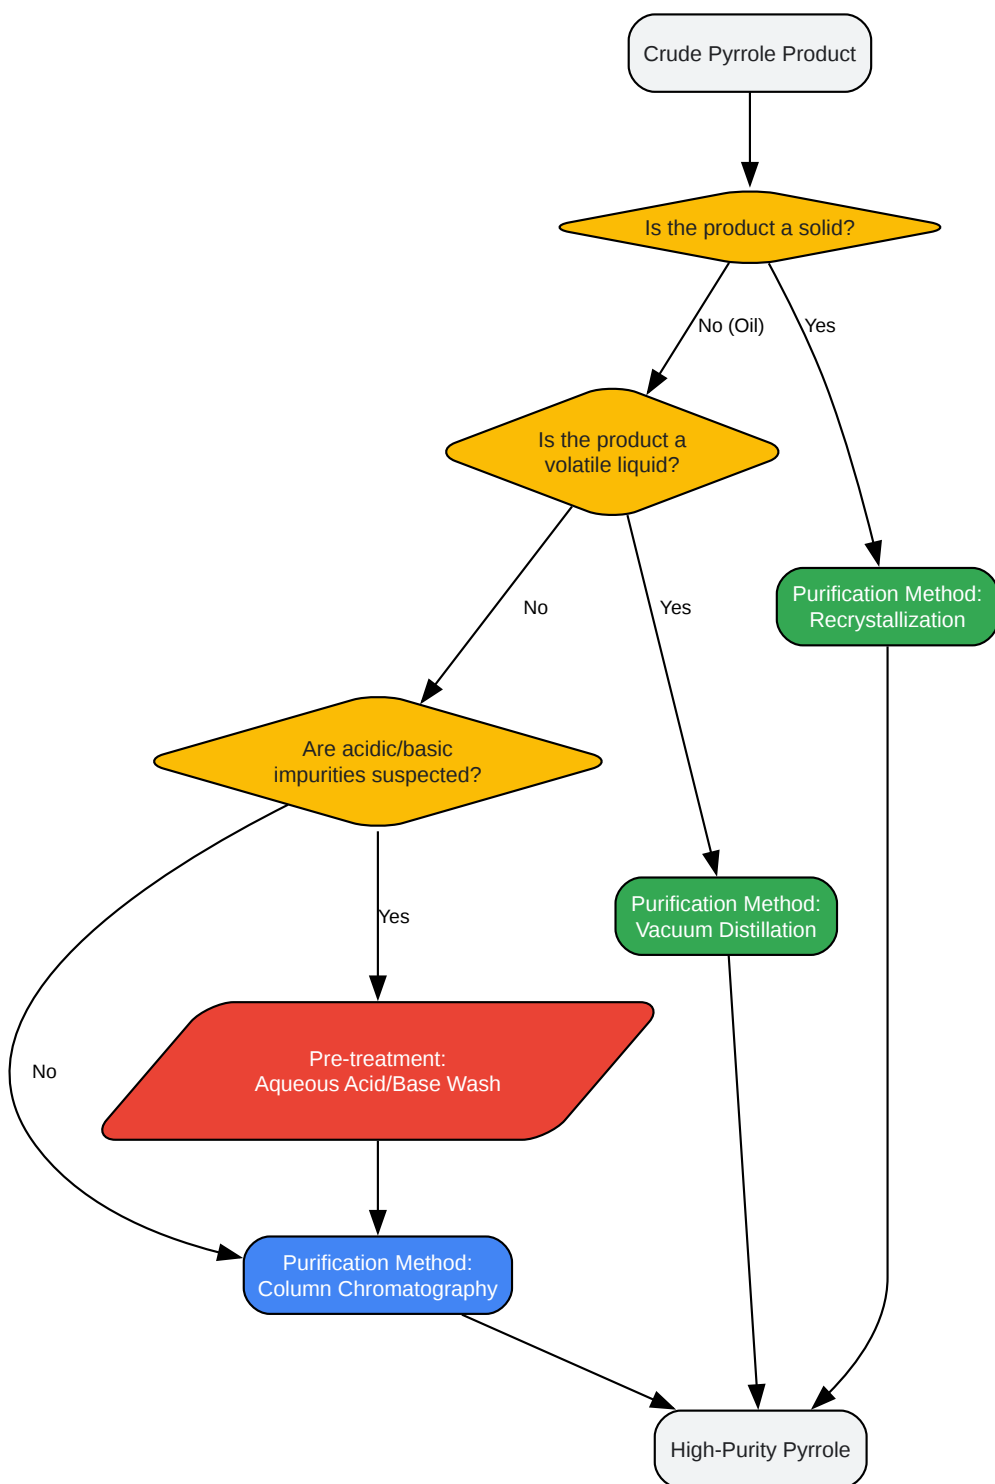 Crude Pyrrole Product
Is the product a solid?
No (Oil)
Yes
Is the product a
volatile liquid?
Purification Method:
Recrystallization
No
Yes
Are acidic/basic
impurities suspected?
Purification Method:
Vacuum Distillation
Yes
Pre-treatment:
Aqueous Acid/Base Wash
No
Purification Method:
Column Chromatography
High-Purity Pyrrole